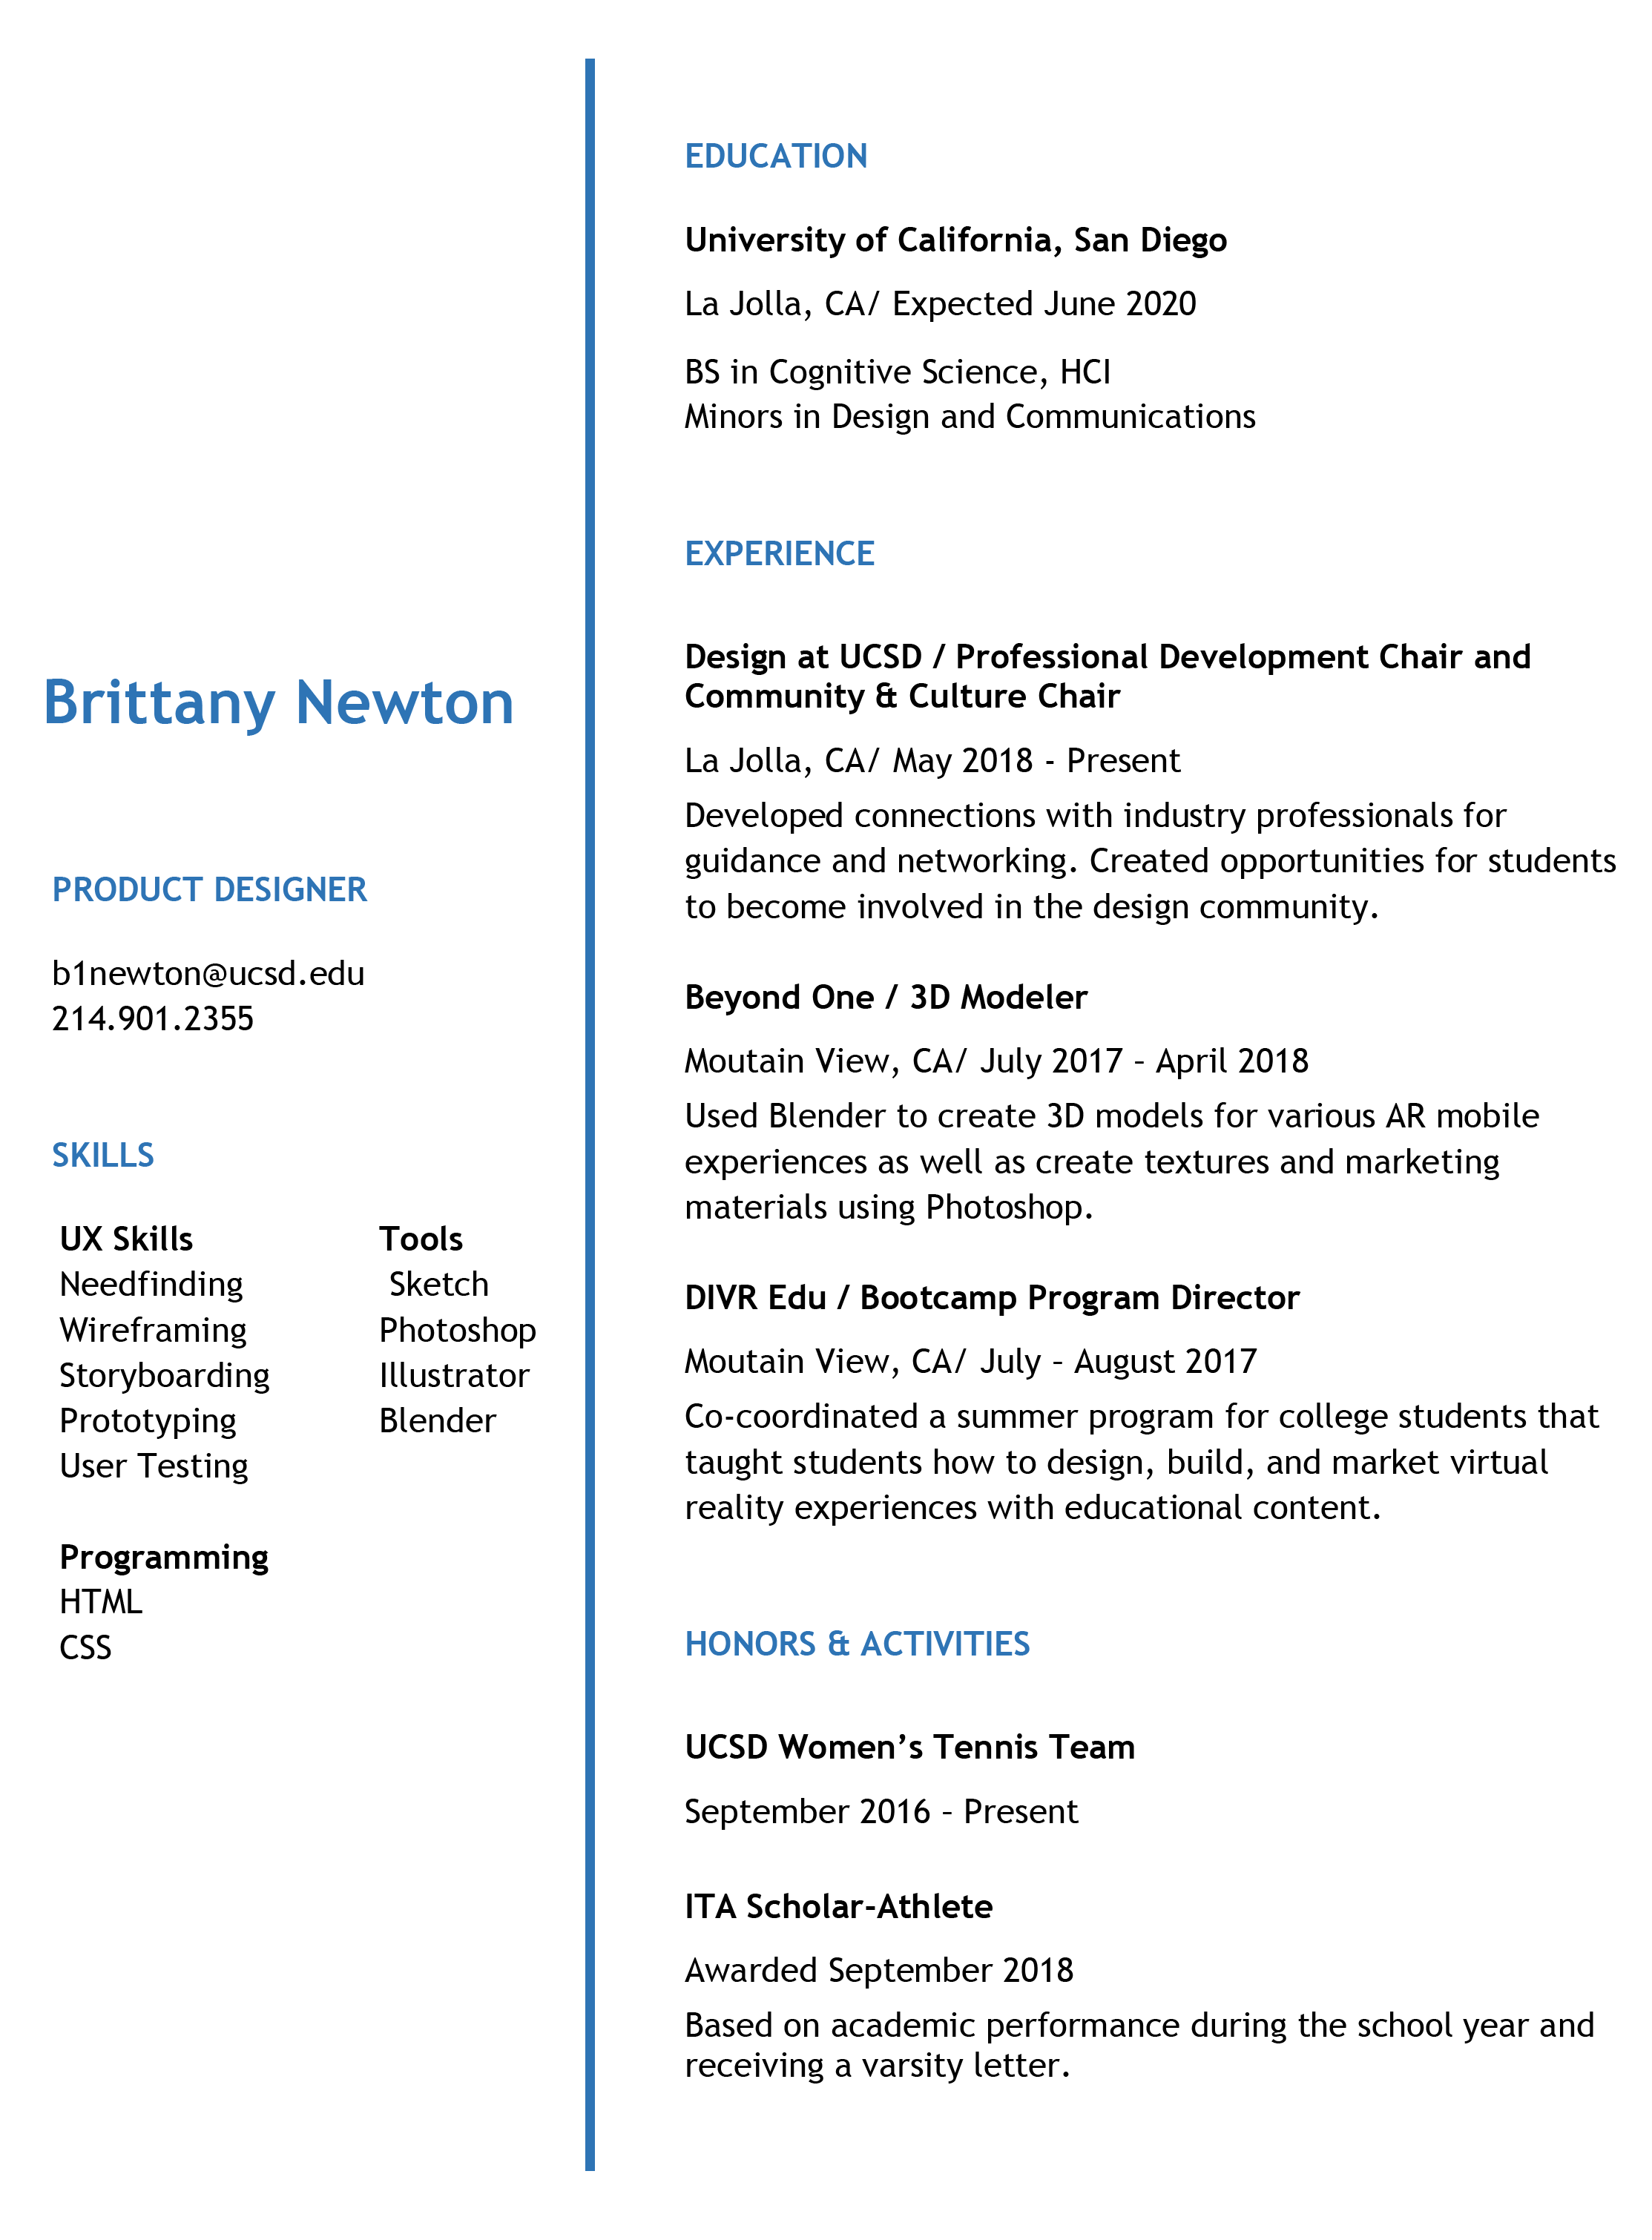 Brittany Newton
PRODUCT DESIGNER
b1newton@ucsd.edu
214.901.2355
SKILLS
UX Skills
Needfinding
Wireframing
Storyboarding
Prototyping
User Testing
Tools
Sketch
Photoshop
Illustrator
Blender
Programming
HTML
CSS
EDUCATION
University of California, San Diego
La Jolla, CA/ Expected June 2020
BS in Cognitive Science, HCI
Minors in Design and Communications
EXPERIENCE
Design at UCSD / Professional Development Chair and
Community & Culture Chair
La Jolla, CA/ May 2018 - Present
Developed connections with industry professionals for
guidance and networking. Created opportunities for students
to become involved in the design community.
Beyond One / 3D Modeler
Moutain View, CA/ July 2017 – April 2018
Used Blender to create 3D models for various AR mobile
experiences as well as create textures and marketing
materials using Photoshop.
DIVR Edu / Bootcamp Program Director
Moutain View, CA/ July – August 2017
Co-coordinated a summer program for college students that
taught students how to design, build, and market virtual
reality experiences with educational content.
HONORS & ACTIVITIES
UCSD Women’s Tennis Team
September 2016 – Present
ITA Scholar-Athlete
Awarded September 2018
Based on academic performance during the school year and
receiving a varsity letter.